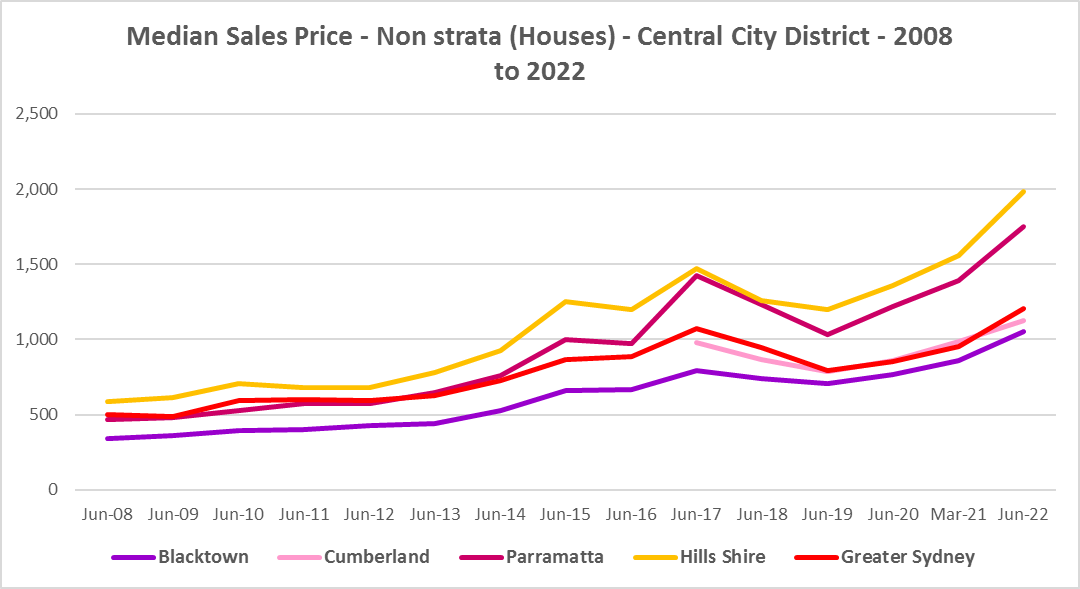 Median Sales Price - Non strata (Houses) - Central City District - 2008
to 2022
2,500
2,000
1,500
1,000
500
0
Jun-08 Jun-09 Jun-10 Jun-11 Jun-12 Jun-13 Jun-14 Jun-15 Jun-16 Jun-17 Jun-18 Jun-19 Jun-20 Mar-21 Jun-22
Blacktown Cumberland Parramatta Hills Shire Greater Sydney